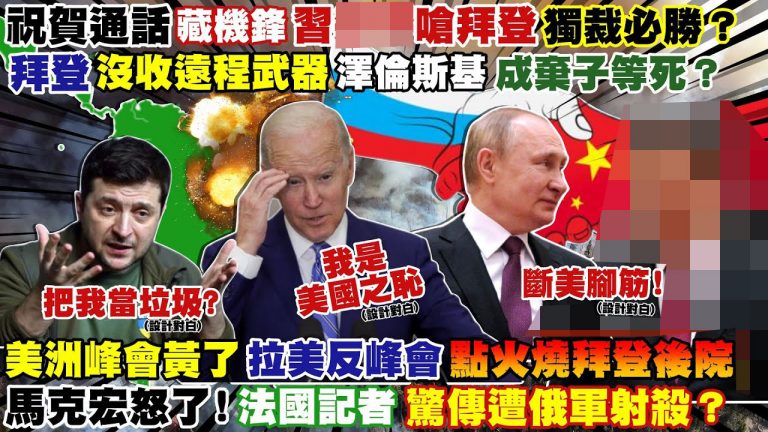 祝賀通話 藏機鋒 習 嗆拜登 獨裁必勝？
拜登 沒收遠程武器 澤倫斯基 成棄子等死？
把我當垃圾？
(設計對白)
我是
美國之恥
(設計對白)
斷美腳筋！
(設計對白)
美洲峰會黃了 拉美反峰會 點火燒拜登後院
馬克宏怒了！法國記者 驚傳遭俄軍射殺？